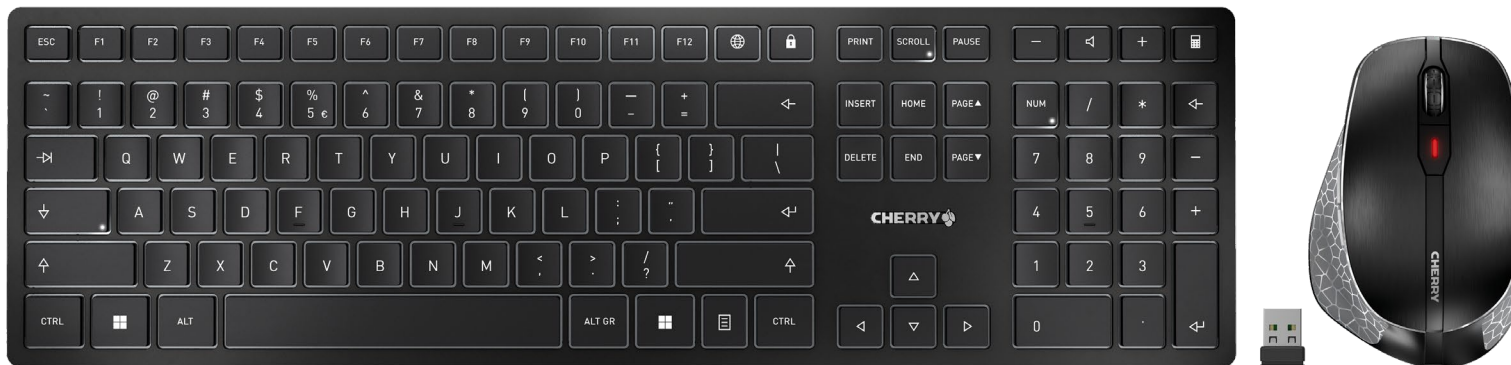 ESC F1 F2 F3 F4 F5 F6 F7 F8 F9 F10 F11 F12 PRINT SCROLL PAUSE − +
~ ! @ # $ % ^ & * ( ) — +
` 1 2 3 4 5 € 6 7 8 9 0 - = INSERT HOME PAGE▲ NUM / *
Q W E R T Y U I O P { } |
[ ] \ DELETE END PAGE▼ 7 8 9 −
A S D F G H J K L : "
; . CHERRY 4 5 6 +
Z X C V B N M < > /
, . ? 1 2 3
CTRL ALT ALT GR CTRL 0 .
CHERRY